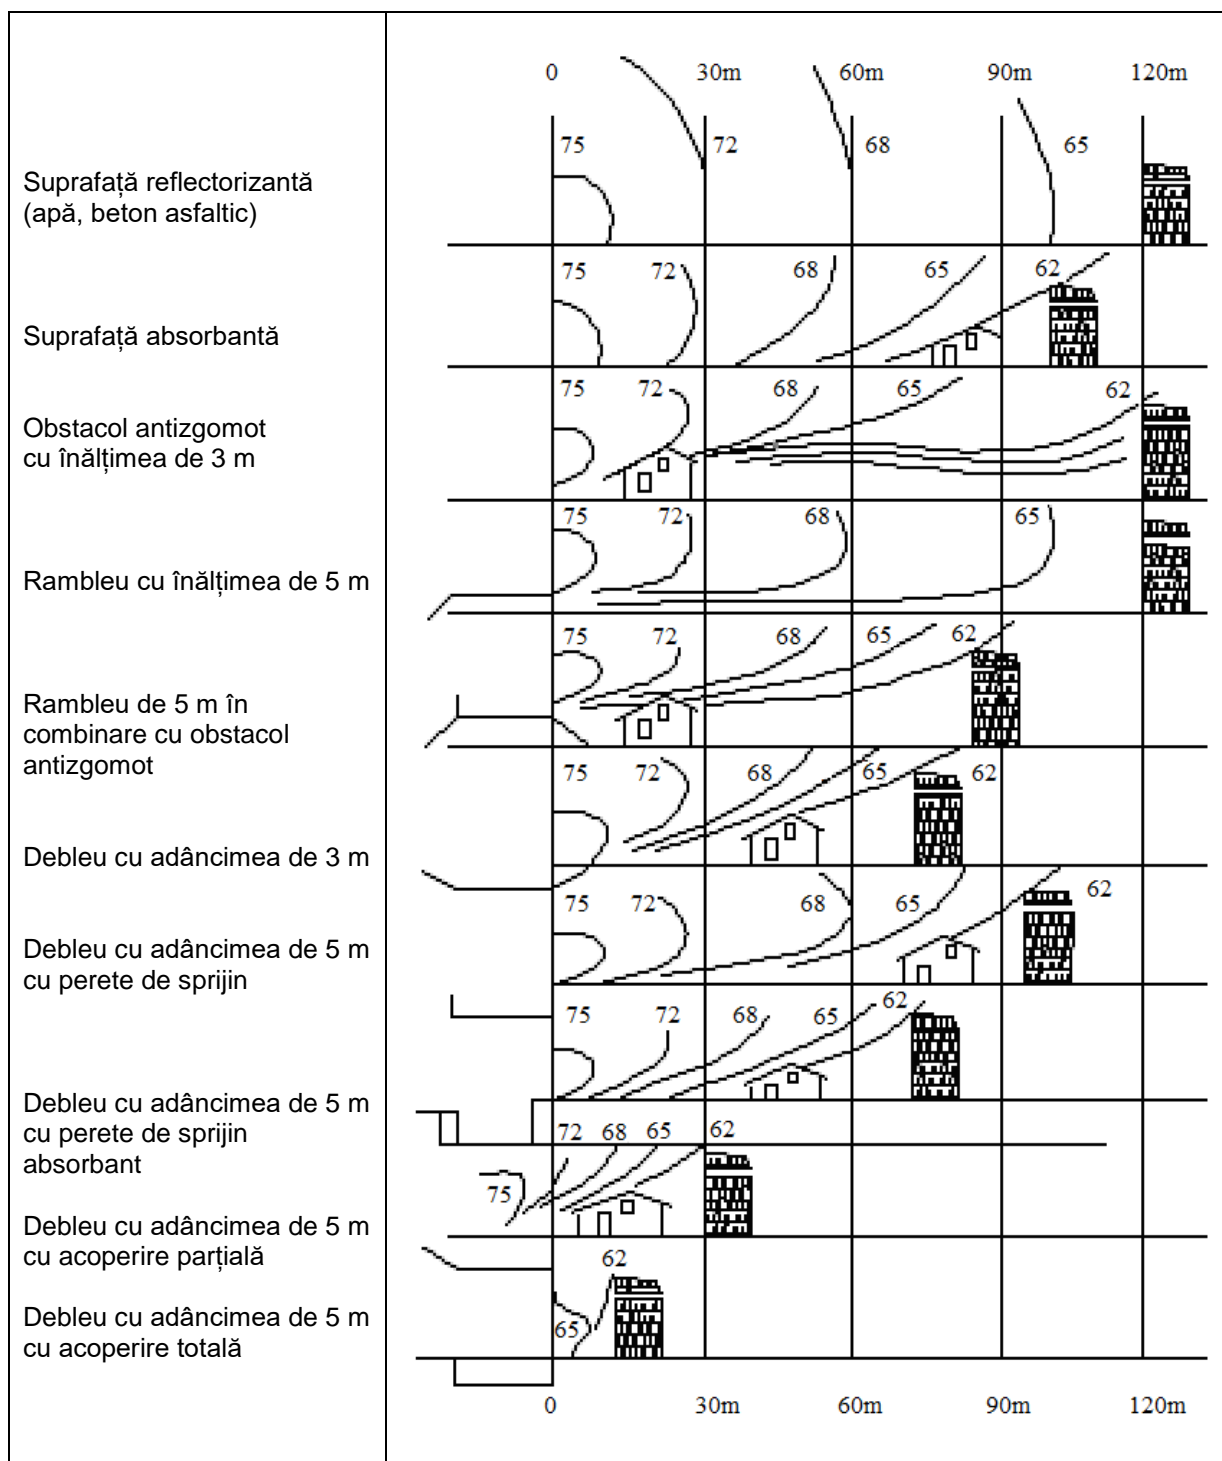 0 30m 60m 90m 120m
75 72 68 65
Suprafață reflectorizantă
(apă, beton asfaltic)
75 72 68 65 62
Suprafață absorbantă
75 72 68 65 62
Obstacol antizgomot
cu înălțimea de 3 m
75 72 68 65
Rambleu cu înălțimea de 5 m
75 72 68 65 62
Rambleu de 5 m în
combinare cu obstacol
antizgomot
75 72 68 65 62
Debleu cu adâncimea de 3 m
75 72 68 65 62
Debleu cu adâncimea de 5 m
cu perete de sprijin
75 72 68 65 62
Debleu cu adâncimea de 5 m
cu perete de sprijin
absorbant
72 68 65 62
75
Debleu cu adâncimea de 5 m
cu acoperire parțială
62
Debleu cu adâncimea de 5 m
cu acoperire totală
65
0 30m 60m 90m 120m